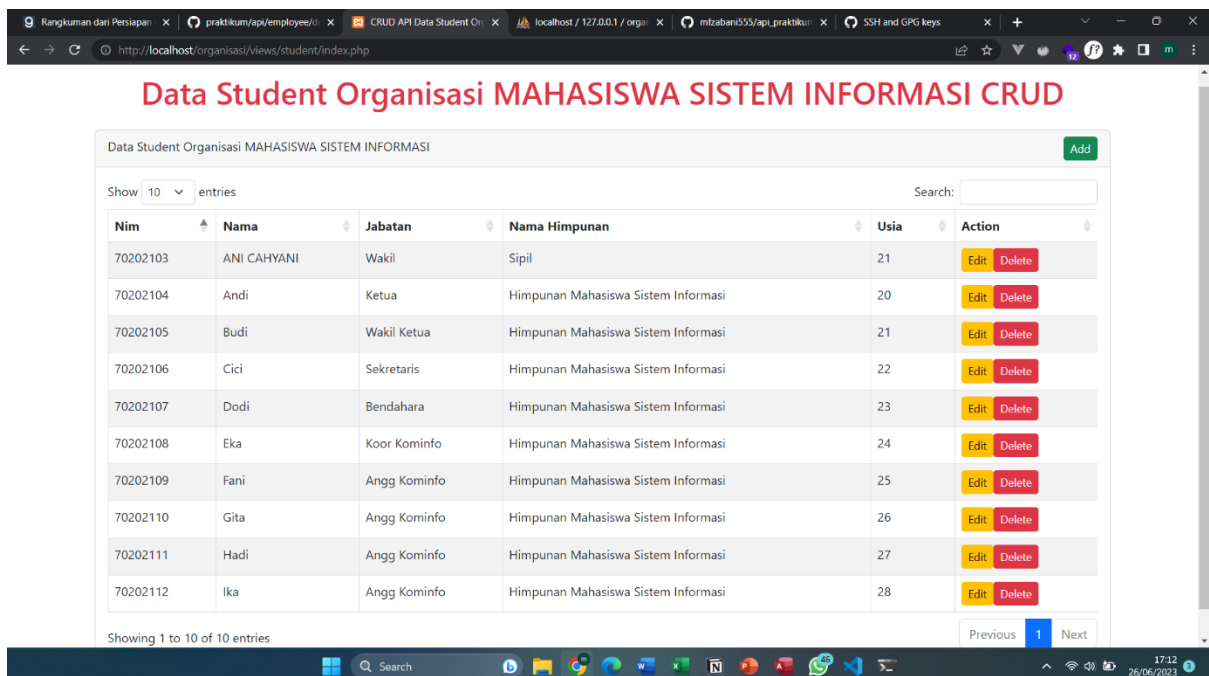 Rangkuman dari Persiapan
praktikum/api/employee/de
CRUD API Data Student Org
localhost / 127.0.0.1 / organ
mfzabani555/api_praktikum
SSH and GPG keys
http://localhost/organisasi/views/student/index.php
12
f?
m
Data Student Organisasi MAHASISWA SISTEM INFORMASI CRUD
Data Student Organisasi MAHASISWA SISTEM INFORMASI Add
Show 10 entries Search:
Nim Nama Jabatan Nama Himpunan Usia Action
70202103 ANI CAHYANI Wakil Sipil 21 Edit Delete
70202104 Andi Ketua Himpunan Mahasiswa Sistem Informasi 20 Edit Delete
70202105 Budi Wakil Ketua Himpunan Mahasiswa Sistem Informasi 21 Edit Delete
70202106 Cici Sekretaris Himpunan Mahasiswa Sistem Informasi 22 Edit Delete
70202107 Dodi Bendahara Himpunan Mahasiswa Sistem Informasi 23 Edit Delete
70202108 Eka Koor Kominfo Himpunan Mahasiswa Sistem Informasi 24 Edit Delete
70202109 Fani Angg Kominfo Himpunan Mahasiswa Sistem Informasi 25 Edit Delete
70202110 Gita Angg Kominfo Himpunan Mahasiswa Sistem Informasi 26 Edit Delete
70202111 Hadi Angg Kominfo Himpunan Mahasiswa Sistem Informasi 27 Edit Delete
70202112 Ika Angg Kominfo Himpunan Mahasiswa Sistem Informasi 28 Edit Delete
Showing 1 to 10 of 10 entries Previous 1 Next
Search
46
17:12
26/06/2023
3